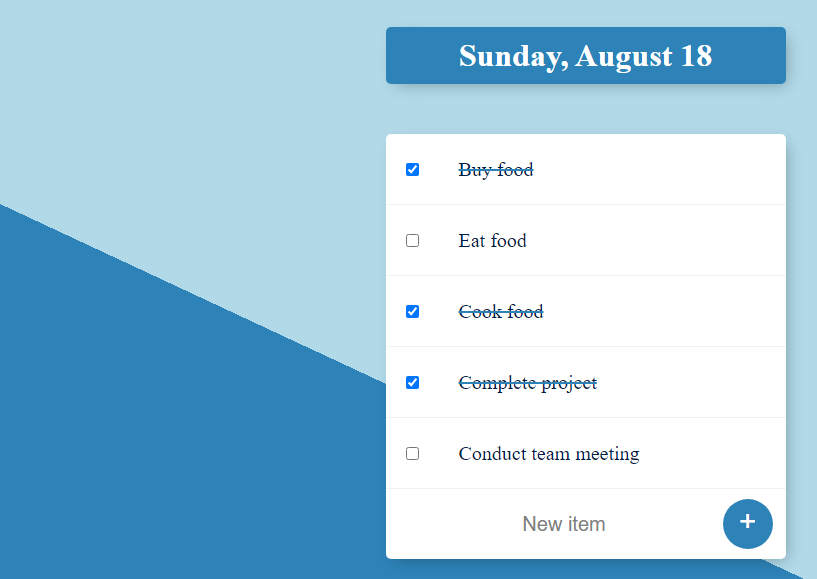 Sunday, August 18
Buy food
Eat food
Cook food
Complete project
Conduct team meeting
New item
+